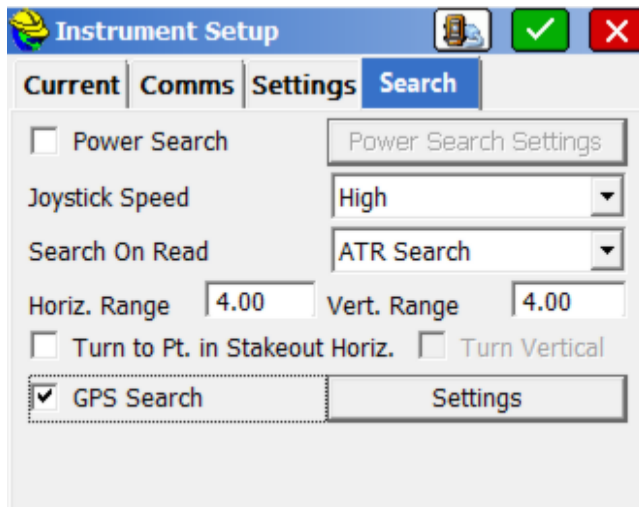 Instrument Setup
Current Comms Settings Search
Power Search Power Search Settings
Joystick Speed High
Search On Read ATR Search
Horiz. Range 4.00 Vert. Range 4.00
Turn to Pt. in Stakeout Horiz. Turn Vertical
GPS Search Settings